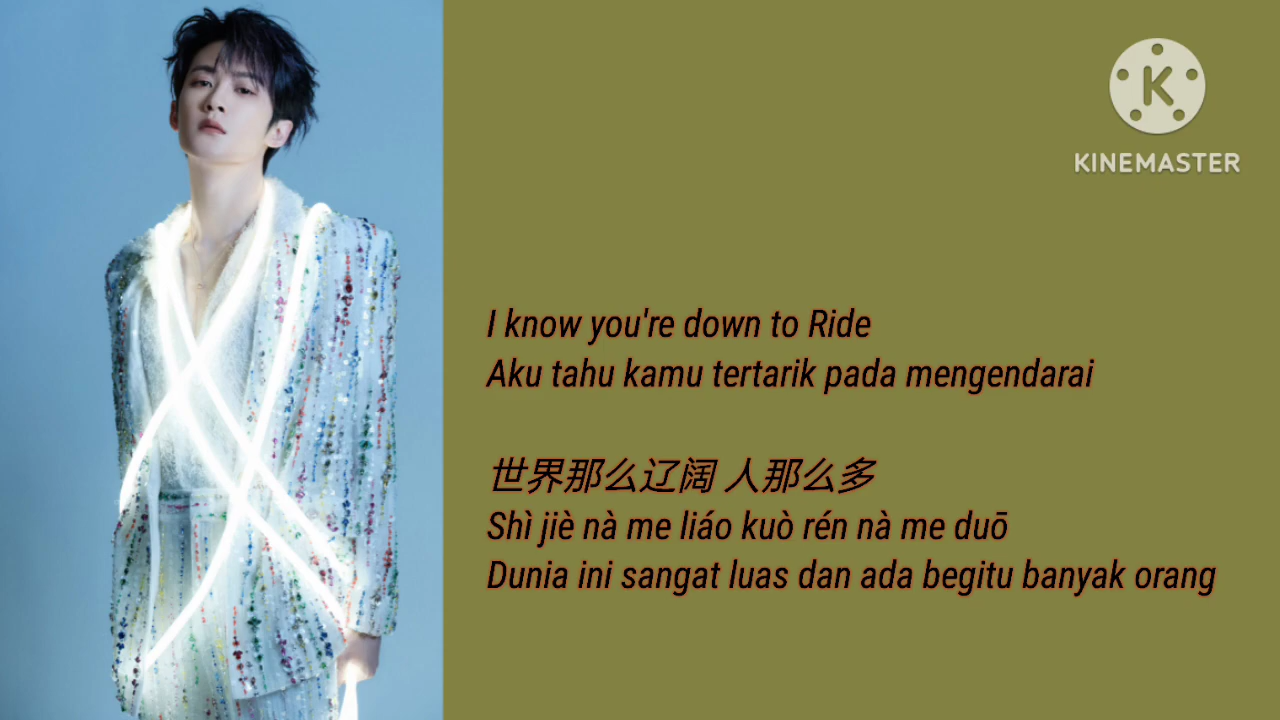 KINEMASTER
I know you're down to Ride
Aku tahu kamu tertarik pada mengendarai
世界那么辽阔 人那么多
Shì jiè nà me liáo kuò rén nà me duō
Dunia ini sangat luas dan ada begitu banyak orang